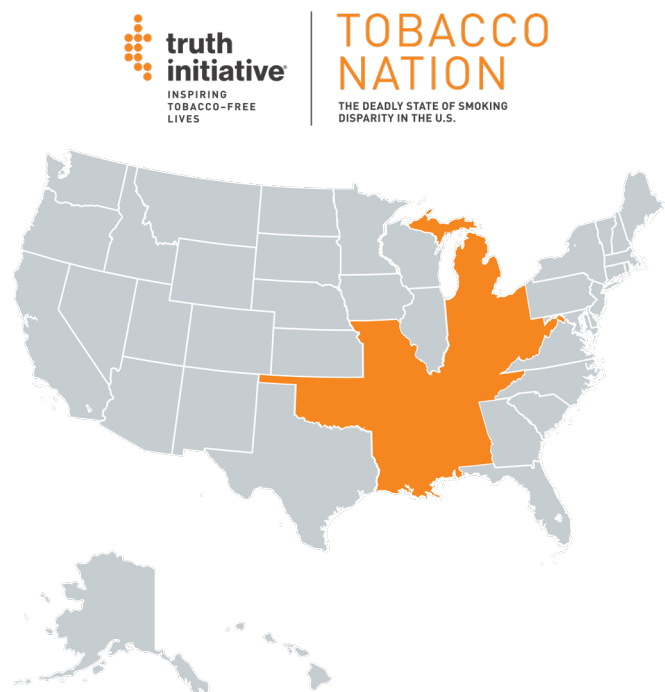 truth
initiative®
INSPIRING
TOBACCO-FREE
LIVES
TOBACCO
NATION
THE DEADLY STATE OF SMOKING
DISPARITY IN THE U.S.